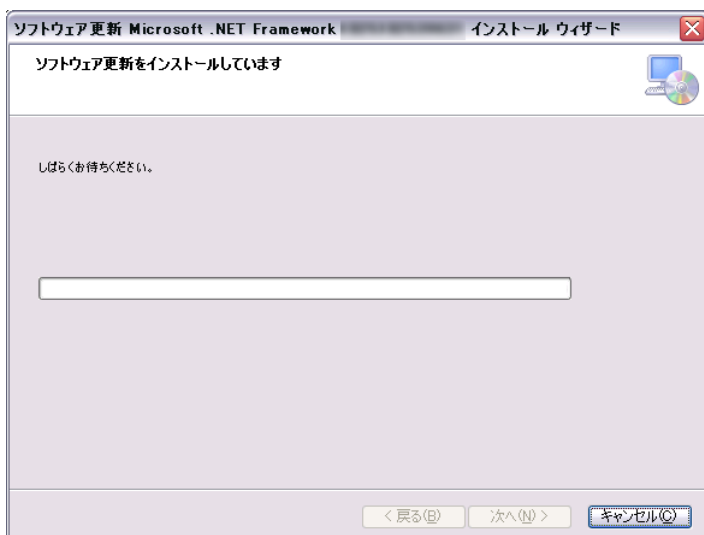 ソフトウェア更新 Microsoft .NET Framework インストール ウィザード
ソフトウェア更新をインストールしています
しばらくお待ちください。
< 戻る(B)
次へ(N) >
キャンセル(C)